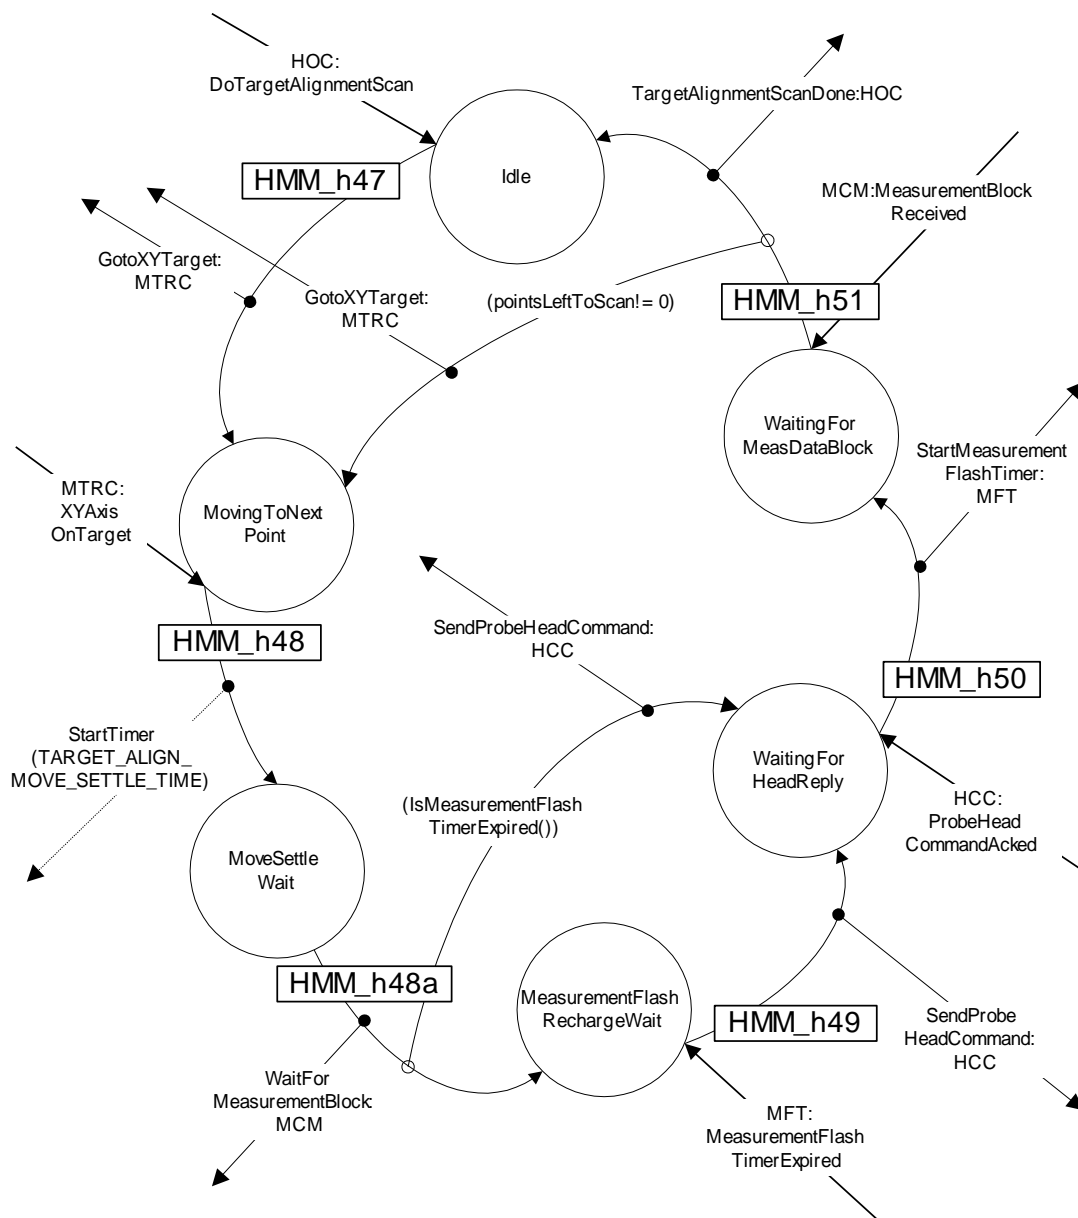 HOC:
DoTargetAlignmentScan
TargetAlignmentScanDone:HOC
HMM_h47
Idle
MCM:MeasurementBlock
Received
GotoXYTarget:
MTRC
GotoXYTarget:
MTRC
(pointsLeftToScan!= 0)
HMM_h51
WaitingFor
MeasDataBlock
StartMeasurement
FlashTimer:
MFT
MTRC:
XYAxis
OnTarget
MovingToNext
Point
HMM_h48
SendProbeHeadCommand:
HCC
HMM_h50
StartTimer
(TARGET_ALIGN_
MOVE_SETTLE_TIME)
WaitingFor
HeadReply
(IsMeasurementFlash
TimerExpired())
HCC:
ProbeHead
CommandAcked
MoveSettle
Wait
HMM_h48a
MeasurementFlash
RechargeWait
HMM_h49
SendProbe
HeadCommand:
HCC
WaitFor
MeasurementBlock:
MCM
MFT:
MeasurementFlash
TimerExpired